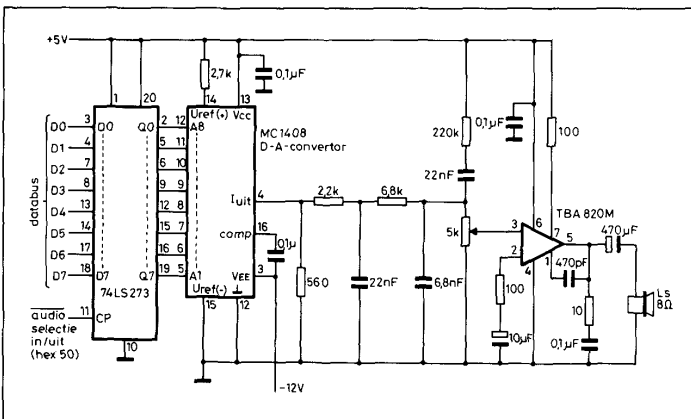 +5V
2,7k
0,1µF
1
20
14
13
Uref(+) Vcc
MC1408
D-A-convertor
220k
0,1µF
100
databus
D0 3 D0 Q0 2 12 A8
D1 4 5 11
D2 7 6 10
D3 8 9 9
D4 13 12 8
D5 14 15 7
D6 17 16 6
D7 18 D7 Q7 19 5 A1
74LS273
Iuit 4
comp 16
VEE 3
Uref(-) ⊥
15
12
0,1µ
560
2,2k
6,8k
22nF
22nF
6,8nF
5k
TBA 820M
3
2
6
7
5
1
4
470µF
470pF
100
10µF
10
0,1µF
Ls
8Ω
audio
selectie
in/uit
(hex 50)
11 CP
10
-12V